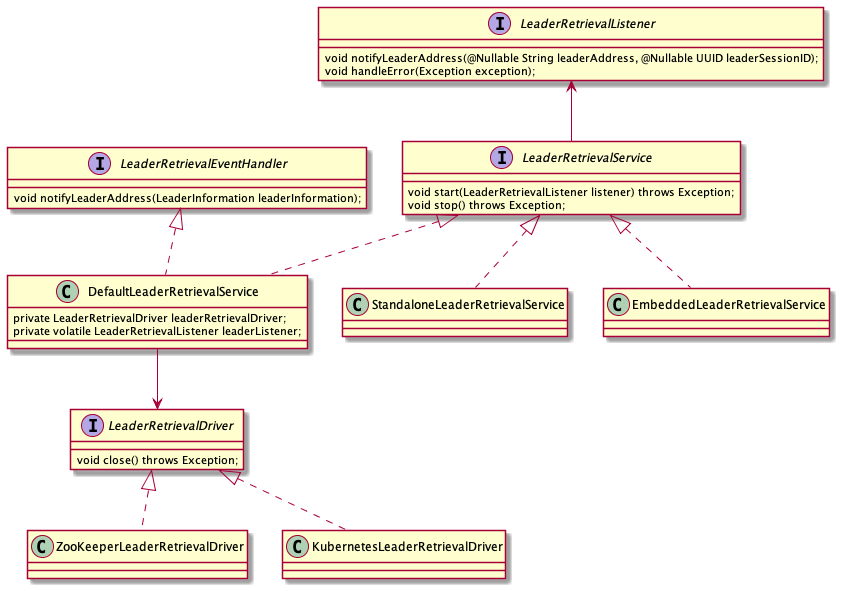 I LeaderRetrievalListener
void notifyLeaderAddress(@Nullable String leaderAddress, @Nullable UUID leaderSessionID);
void handleError(Exception exception);
I LeaderRetrievalEventHandler
void notifyLeaderAddress(LeaderInformation leaderInformation);
I LeaderRetrievalService
void start(LeaderRetrievalListener listener) throws Exception;
void stop() throws Exception;
C DefaultLeaderRetrievalService
private LeaderRetrievalDriver leaderRetrievalDriver;
private volatile LeaderRetrievalListener leaderListener;
C StandaloneLeaderRetrievalService
C EmbeddedLeaderRetrievalService
I LeaderRetrievalDriver
void close() throws Exception;
C ZooKeeperLeaderRetrievalDriver
C KubernetesLeaderRetrievalDriver